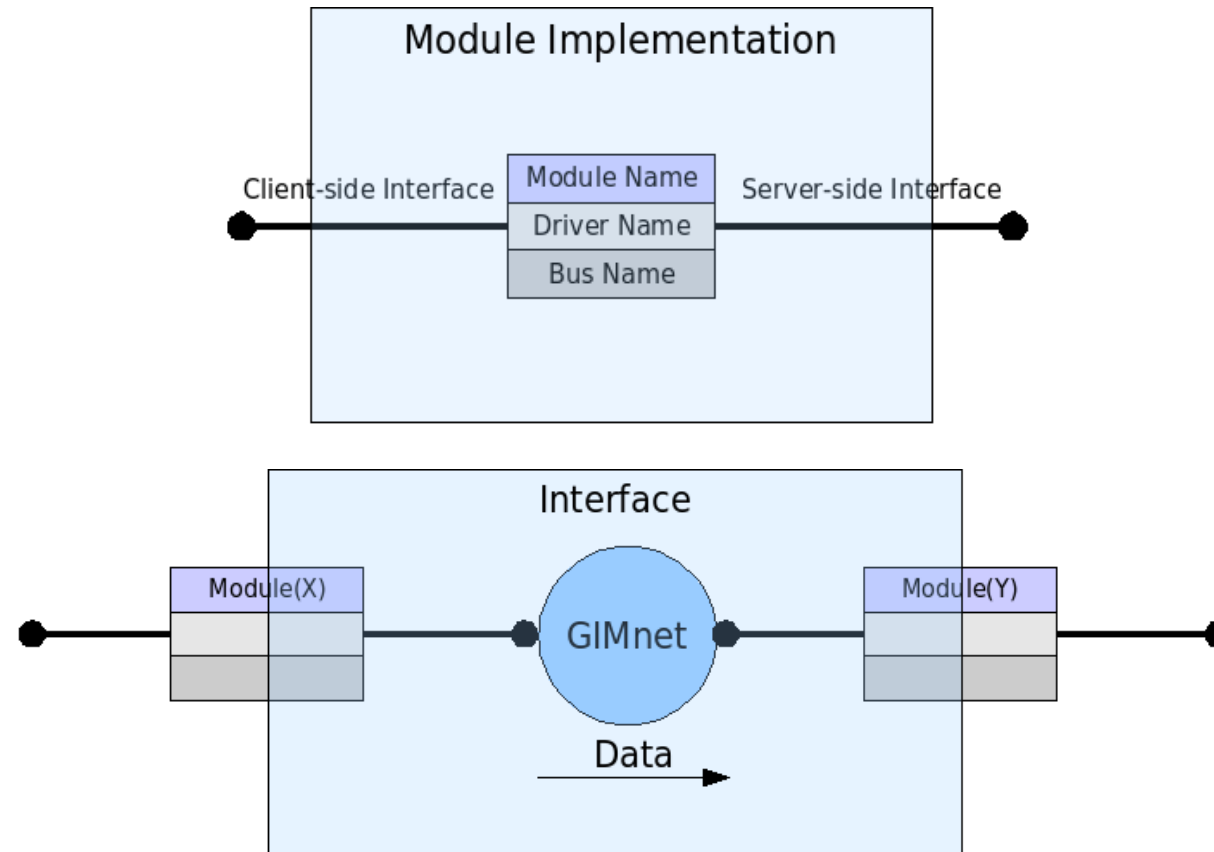 Module Implementation
Client-side Interface
Module Name
Server-side Interface
Driver Name
Bus Name
Interface
Module(X)
Module(Y)
GIMnet
Data